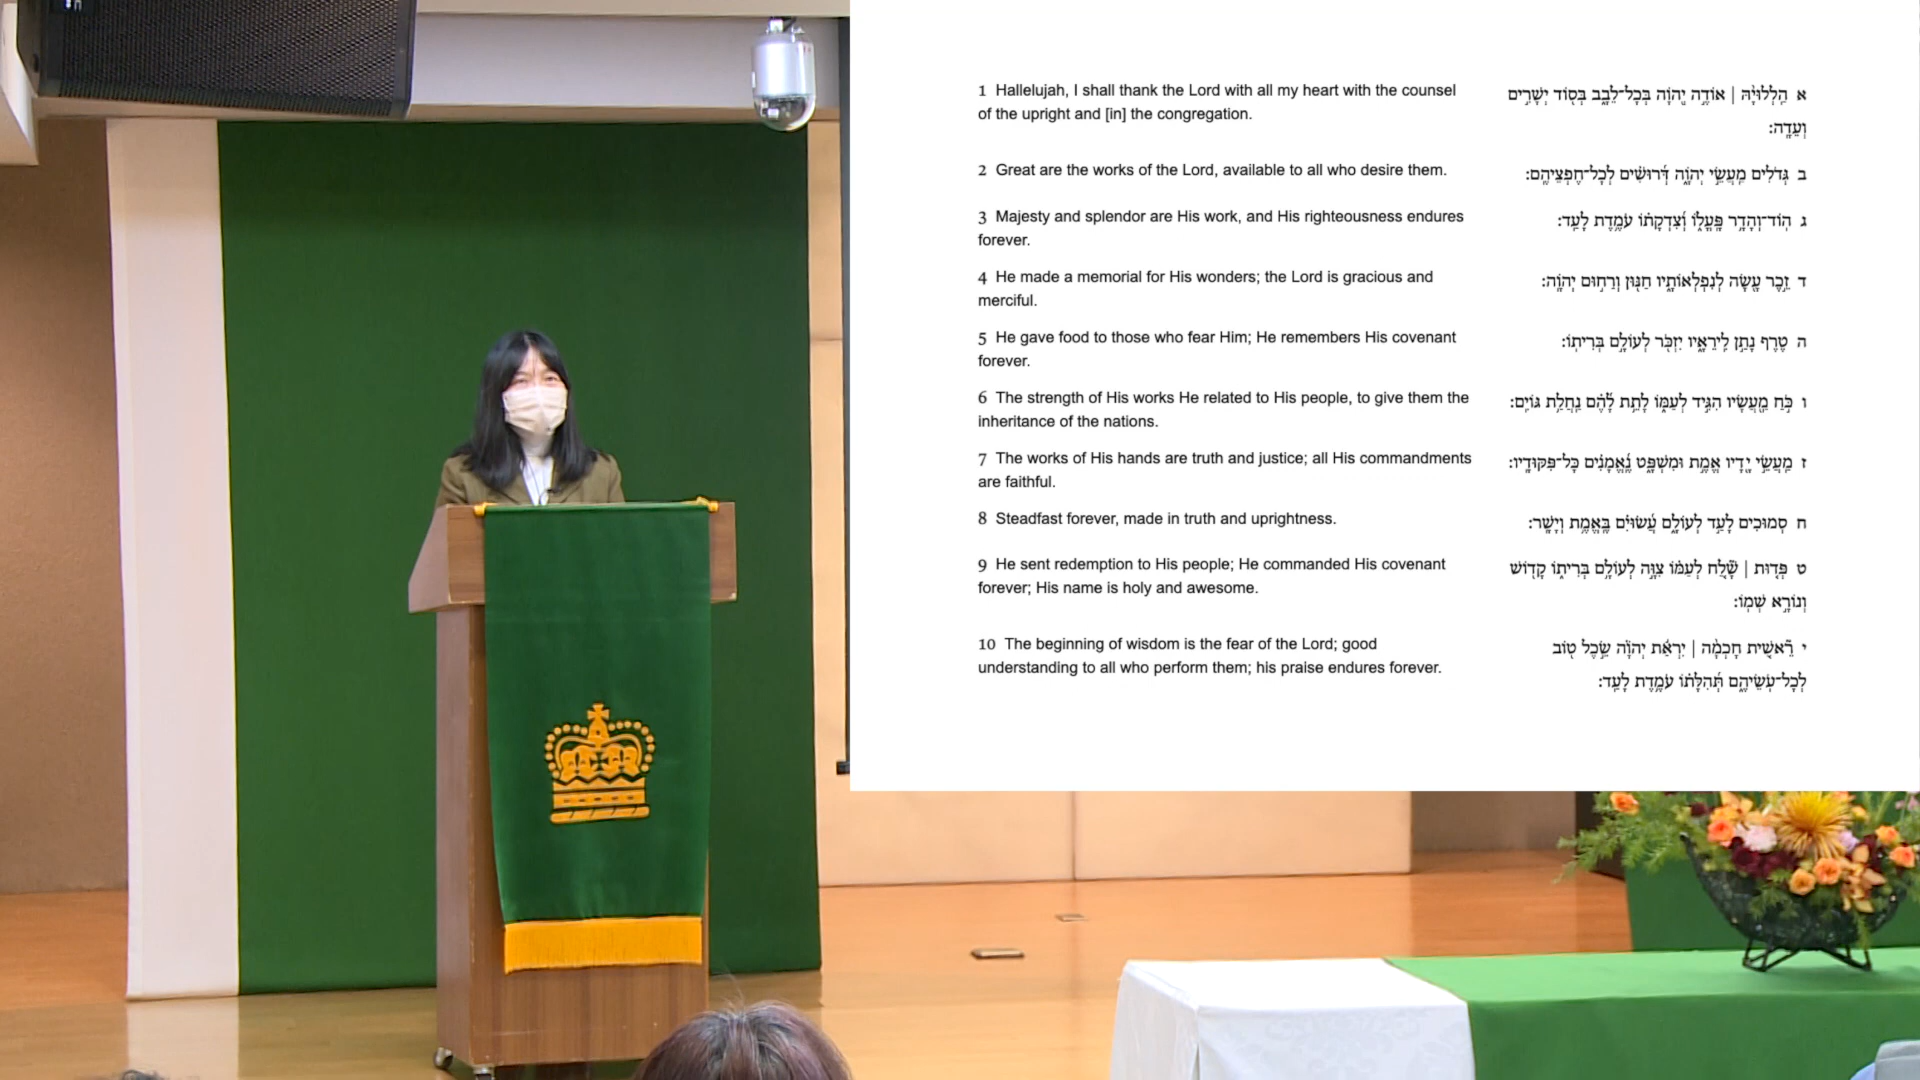 1 Hallelujah, I shall thank the Lord with all my heart with the counsel
of the upright and [in] the congregation.
א הַלְלוּיָהּ | אוֹדֶה יְהוָֹה בְּכָל־לֵבָב בְּסוֹד יְשָׁרִים
וְעֵדָה:
2 Great are the works of the Lord, available to all who desire them.
ב גְּדֹלִים מַעֲשֵׂי יְהוָֹה דְּרוּשִׁים לְכָל־חֶפְצֵיהֶם:
3 Majesty and splendor are His work, and His righteousness endures
forever.
ג הוֹד־וְהָדָר פָּעֳלוֹ וְצִדְקָתוֹ עֹמֶדֶת לָעַד:
4 He made a memorial for His wonders; the Lord is gracious and
merciful.
ד זֵכֶר עָשָׂה לְנִפְלְאוֹתָיו חַנּוּן וְרַחוּם יְהוָֹה:
5 He gave food to those who fear Him; He remembers His covenant
forever.
ה טֶרֶף נָתַן לִירֵאָיו יִזְכֹּר לְעוֹלָם בְּרִיתוֹ:
6 The strength of His works He related to His people, to give them the
inheritance of the nations.
ו כֹּחַ מַעֲשָׂיו הִגִּיד לְעַמּוֹ לָתֵת לָהֶם נַחֲלַת גּוֹיִם:
7 The works of His hands are truth and justice; all His commandments
are faithful.
ז מַעֲשֵׂי יָדָיו אֱמֶת וּמִשְׁפָּט נֶאֱמָנִים כָּל־פִּקּוּדָיו:
8 Steadfast forever, made in truth and uprightness.
ח סְמוּכִים לָעַד לְעוֹלָם עֲשׂוּיִם בֶּאֱמֶת וְיָשָׁר:
9 He sent redemption to His people; He commanded His covenant
forever; His name is holy and awesome.
ט פְּדוּת | שָׁלַח לְעַמּוֹ צִוָּה לְעוֹלָם בְּרִיתוֹ קָדוֹשׁ
וְנוֹרָא שְׁמוֹ:
10 The beginning of wisdom is the fear of the Lord; good
understanding to all who perform them; his praise endures forever.
י רֵאשִׁית חָכְמָה | יִרְאַת יְהוָֹה שֵׂכֶל טוֹב
לְכָל־עֹשֵׂיהֶם תְּהִלָּתוֹ עֹמֶדֶת לָעַד: